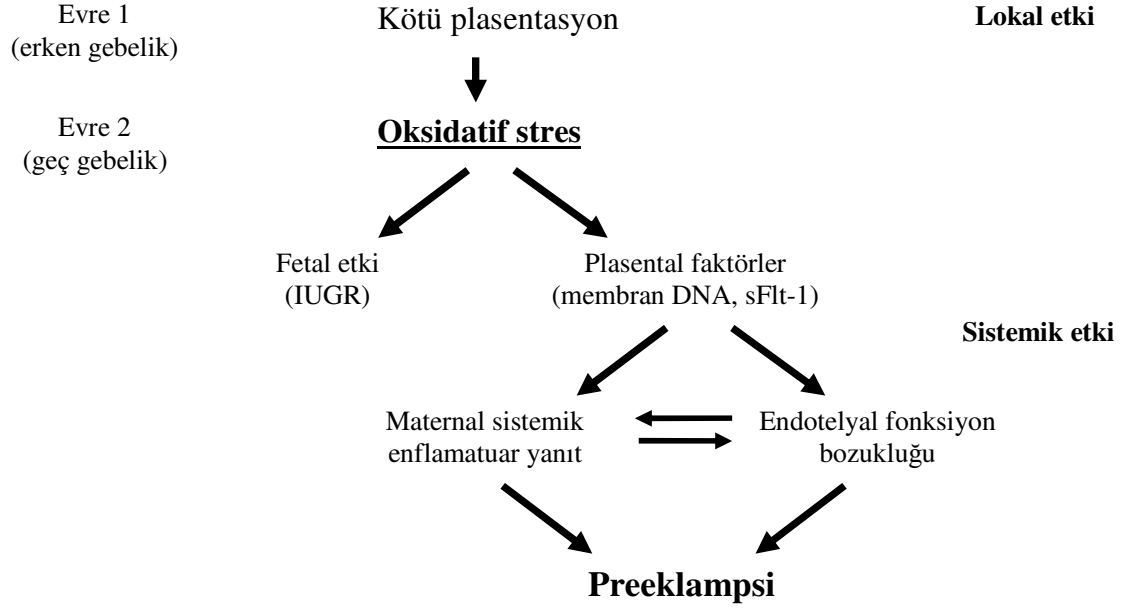 Evre 1
(erken gebelik)
Kötü plasentasyon
Lokal etki
Evre 2
(geç gebelik)
Oksidatif stres
Fetal etki
(IUGR)
Plasental faktörler
(membran DNA, sFlt-1)
Sistemik etki
Maternal sistemik
enflamatuar yanıt
Endotelyal fonksiyon
bozukluğu
Preeklampsi